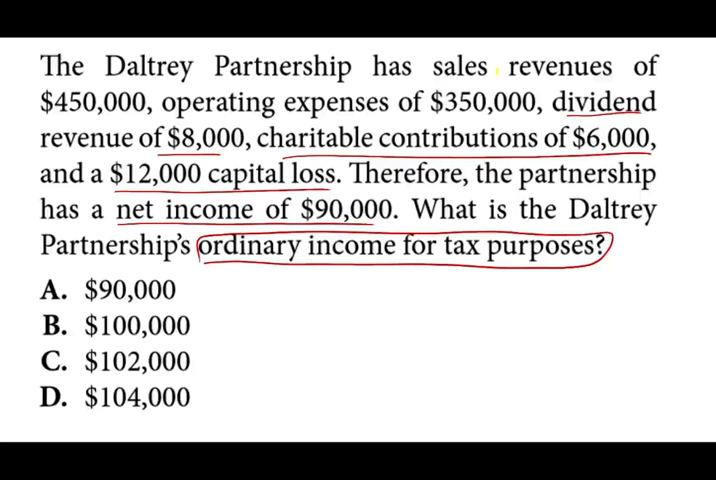 The Daltrey Partnership has sales revenues of
$450,000, operating expenses of $350,000, dividend
revenue of $8,000, charitable contributions of $6,000,
and a $12,000 capital loss. Therefore, the partnership
has a net income of $90,000. What is the Daltrey
Partnership's ordinary income for tax purposes?
A. $90,000
B. $100,000
C. $102,000
D. $104,000